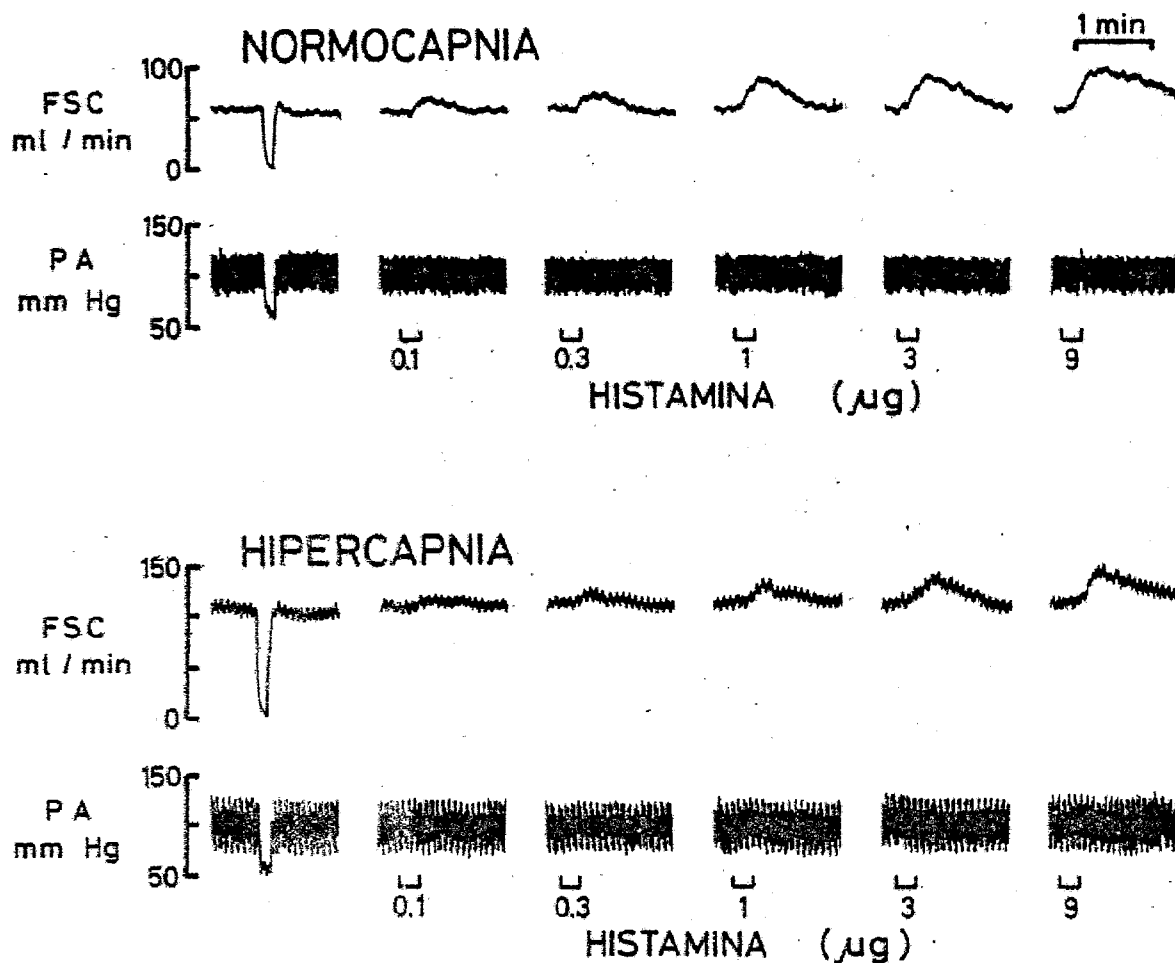 NORMOCAPNIA
1 min
FSC
ml / min
100
0
PA
mm Hg
150
50
0.1 0.3 1 3 9
HISTAMINA (µg)
HIPERCAPNIA
FSC
ml / min
150
0
PA
mm Hg
150
50
0.1 0.3 1 3 9
HISTAMINA (µg)